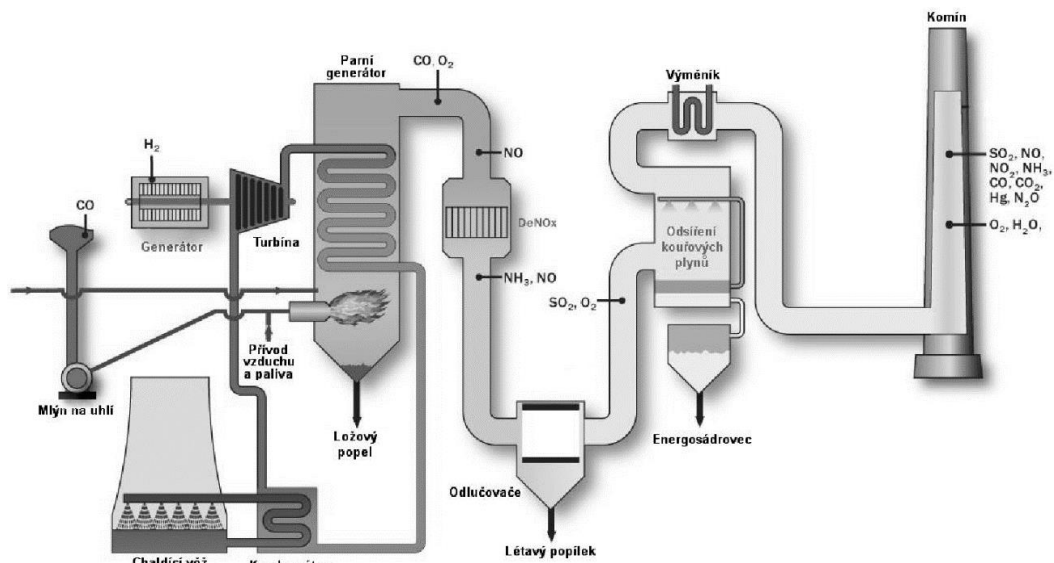 Komín
Parní
generátor
CO, O₂
Výměník
H₂
NO
SO₂, NO,
NO₂, NH₃,
CO, CO₂,
Hg, N₂O
CO
DeNOx
Odsíření
kouřových
plynů
O₂, H₂O,
Generátor
Turbína
NH₃, NO
SO₂, O₂
Přívod
vzduchu
a paliva
Mlýn na uhlí
Ložový
popel
Energosádrovec
Odlučovače
Létavý popílek